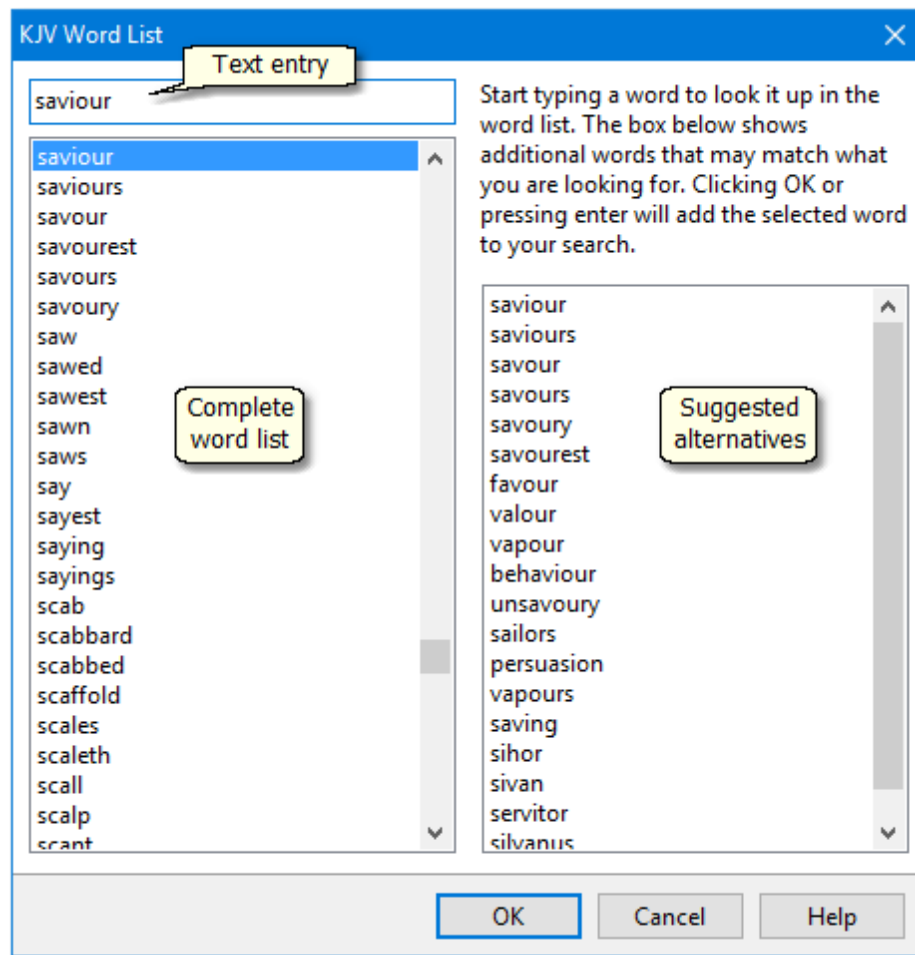 KJV Word List
Text entry
saviour
saviour
saviours
savour
savourest
savours
savoury
saw
sawed
sawest
sawn
saws
say
sayest
saying
sayings
scab
scabbard
scabbed
scaffold
scales
scaleth
scall
scalp
scant
Complete
word list
Start typing a word to look it up in the
word list. The box below shows
additional words that may match what
you are looking for. Clicking OK or
pressing enter will add the selected word
to your search.
saviour
saviours
savour
savours
savoury
savourest
favour
valour
vapour
behaviour
unsavoury
sailors
persuasion
vapours
saving
sihor
sivan
servitor
silvanus
Suggested
alternatives
OK
Cancel
Help